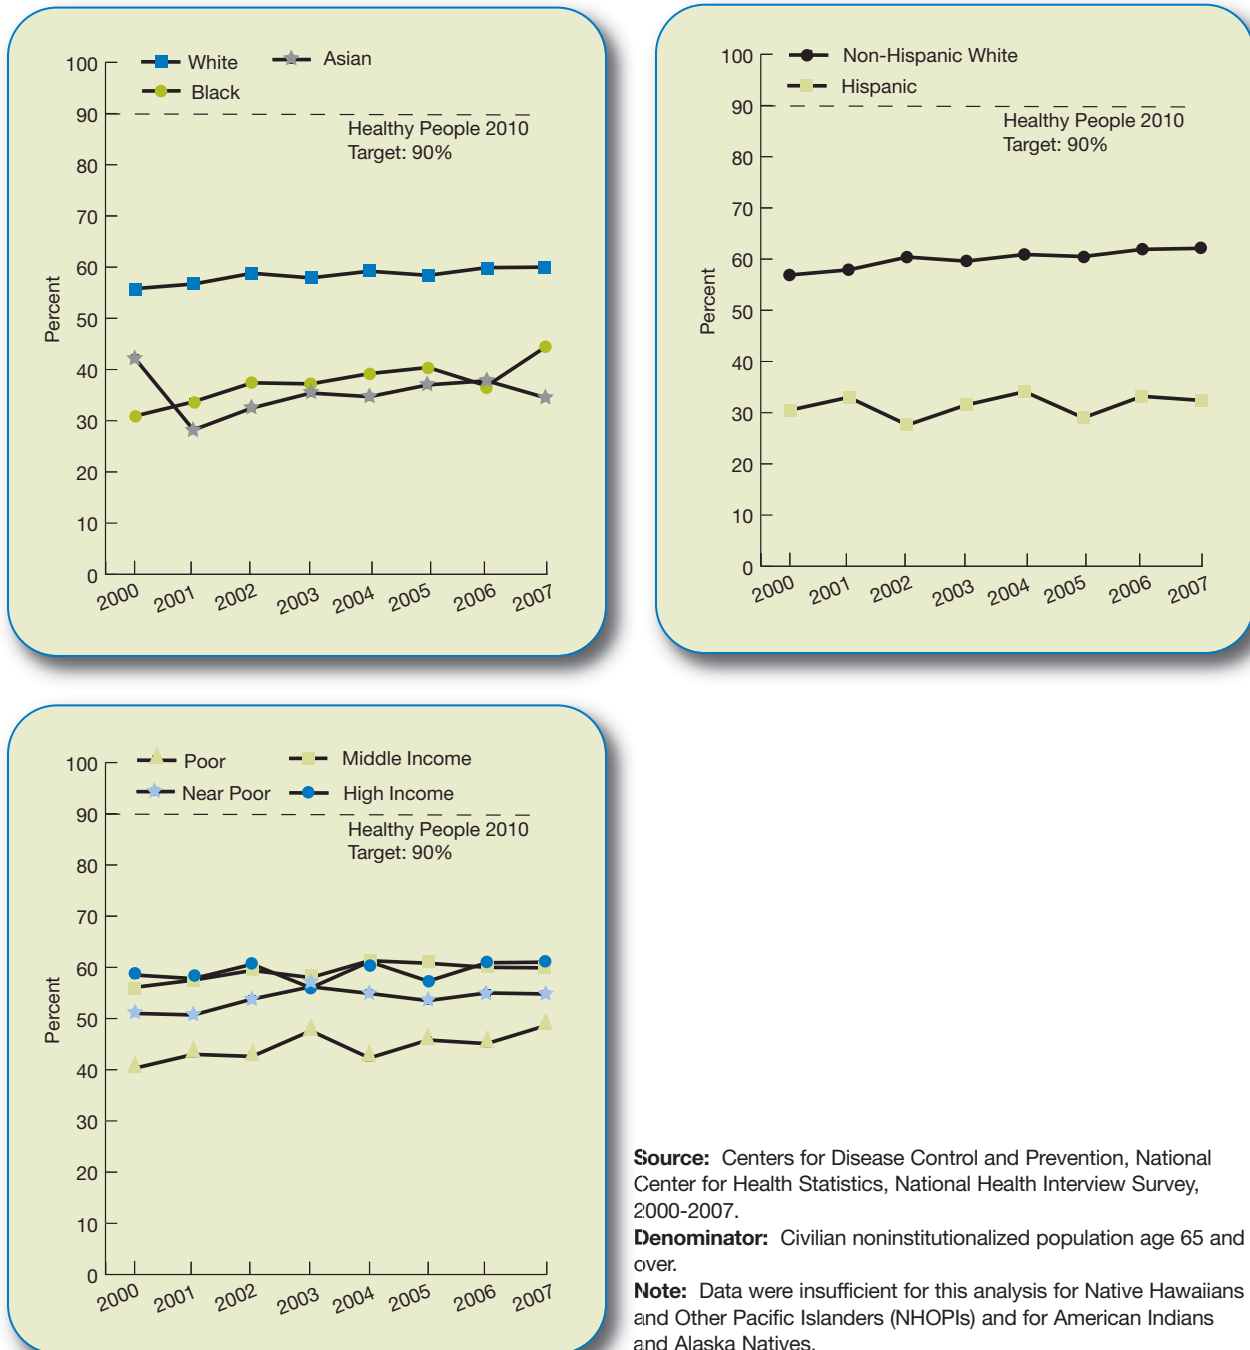 White
Asian
Black
100
90
80
70
60
50
40
30
20
10
0
Percent
Healthy People 2010
Target: 90%
2000 2001 2002 2003 2004 2005 2006 2007
Non-Hispanic White
Hispanic
100
90
80
70
60
50
40
30
20
10
0
Percent
Healthy People 2010
Target: 90%
2000 2001 2002 2003 2004 2005 2006 2007
Poor
Middle Income
Near Poor
High Income
100
90
80
70
60
50
40
30
20
10
0
Percent
Healthy People 2010
Target: 90%
2000 2001 2002 2003 2004 2005 2006 2007
Source: Centers for Disease Control and Prevention, National
Center for Health Statistics, National Health Interview Survey,
2000-2007.
Denominator: Civilian noninstitutionalized population age 65 and
over.
Note: Data were insufficient for this analysis for Native Hawaiians
and Other Pacific Islanders (NHOPIs) and for American Indians
and Alaska Natives.